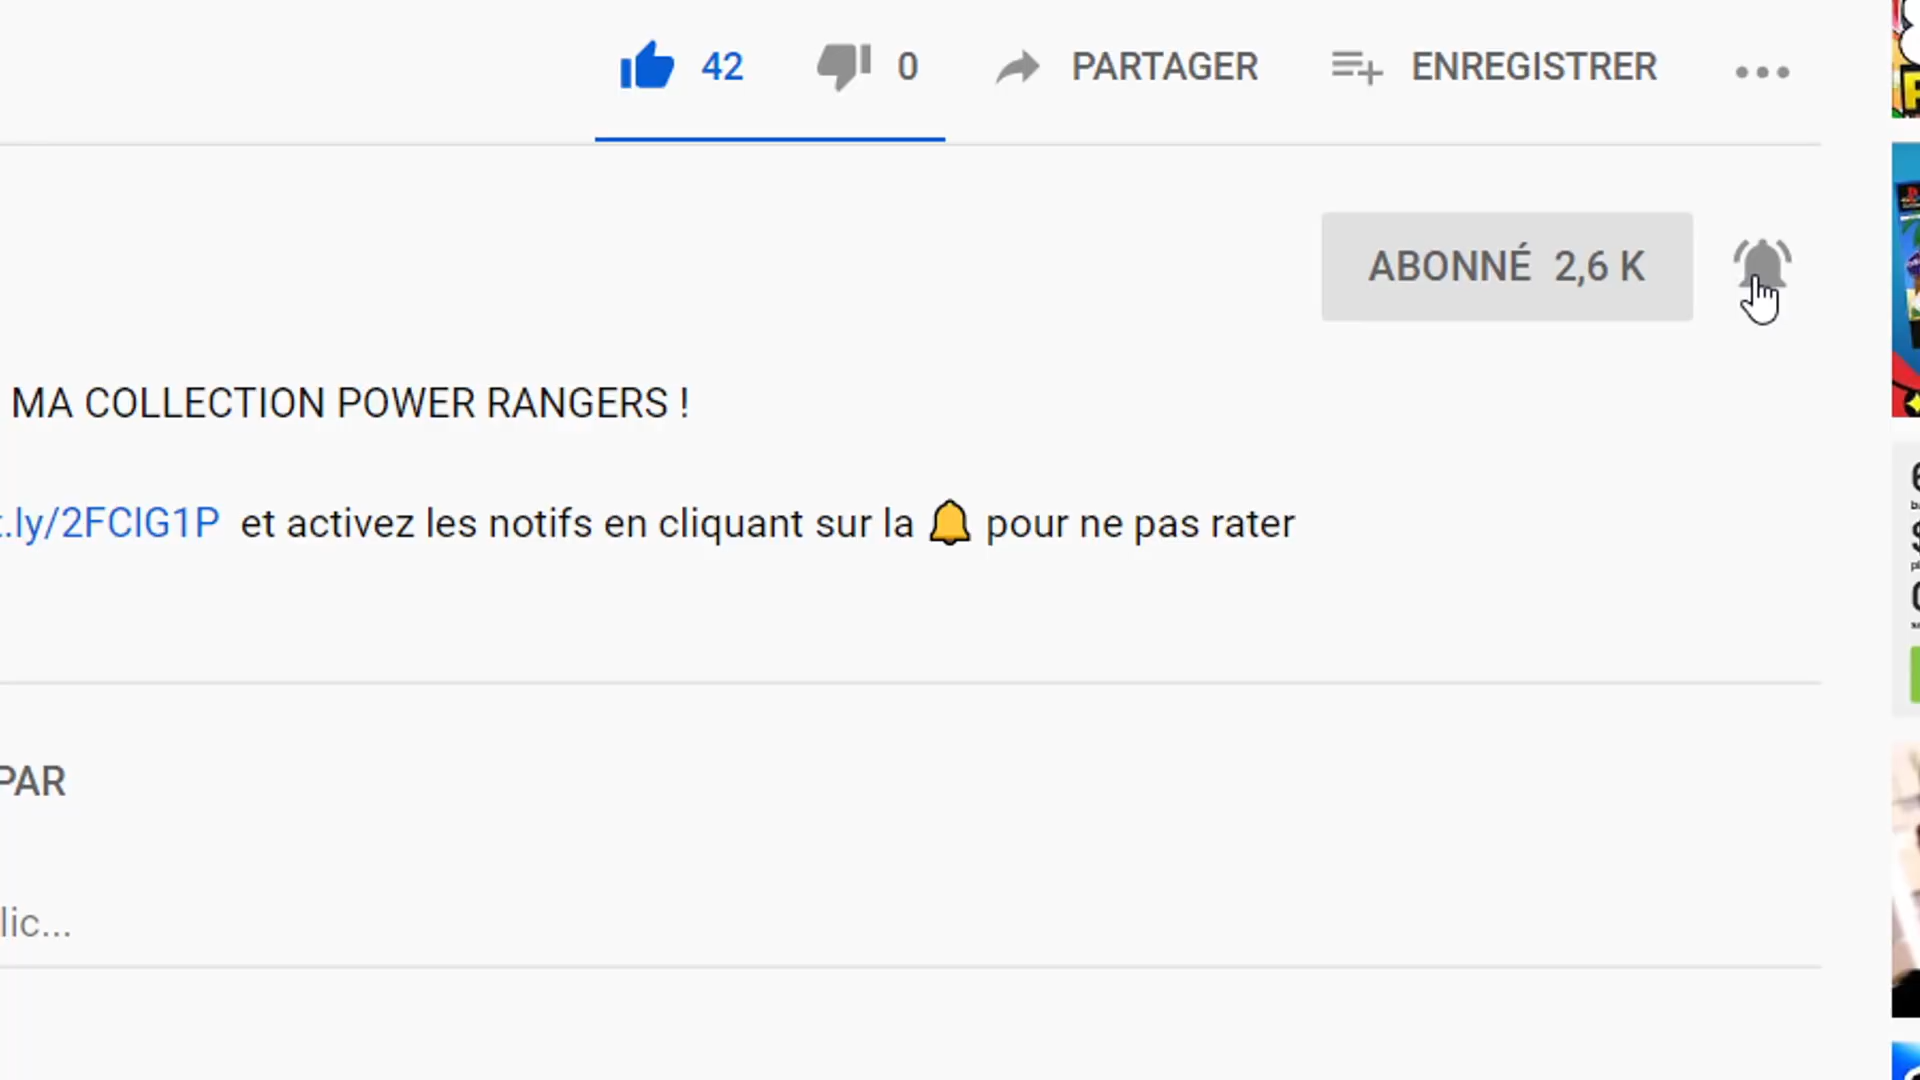 42 0 PARTAGER ENREGISTRER
ABONNÉ 2,6 K
MA COLLECTION POWER RANGERS !
.ly/2FClG1P et activez les notifs en cliquant sur la 🔔 pour ne pas rater
PAR
lic...